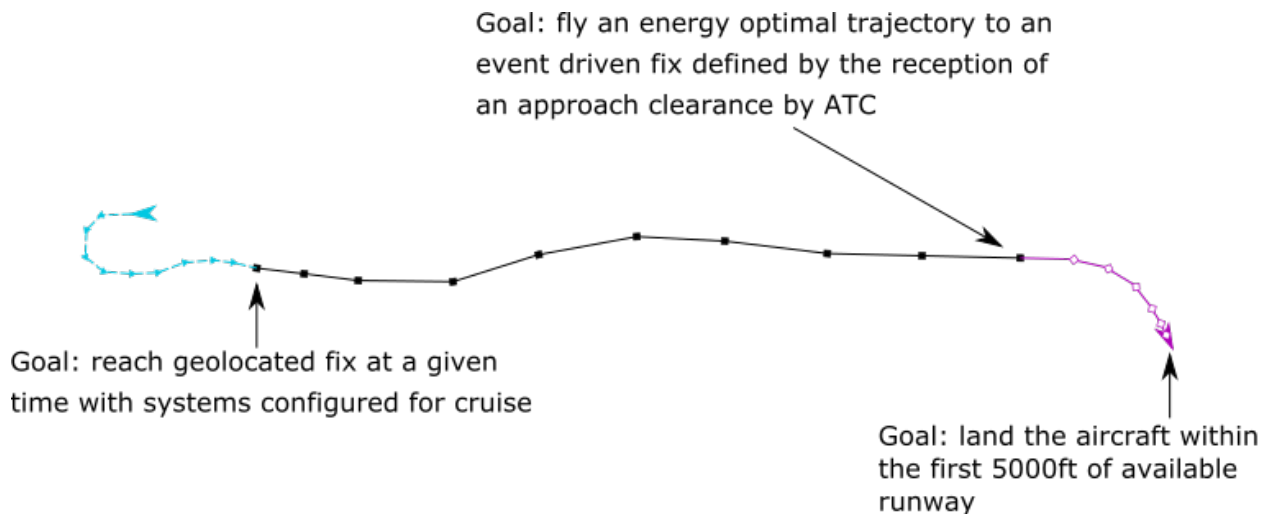 Goal: fly an energy optimal trajectory to an
event driven fix defined by the reception of
an approach clearance by ATC
Goal: reach geolocated fix at a given
time with systems configured for cruise
Goal: land the aircraft within
the first 5000ft of available
runway